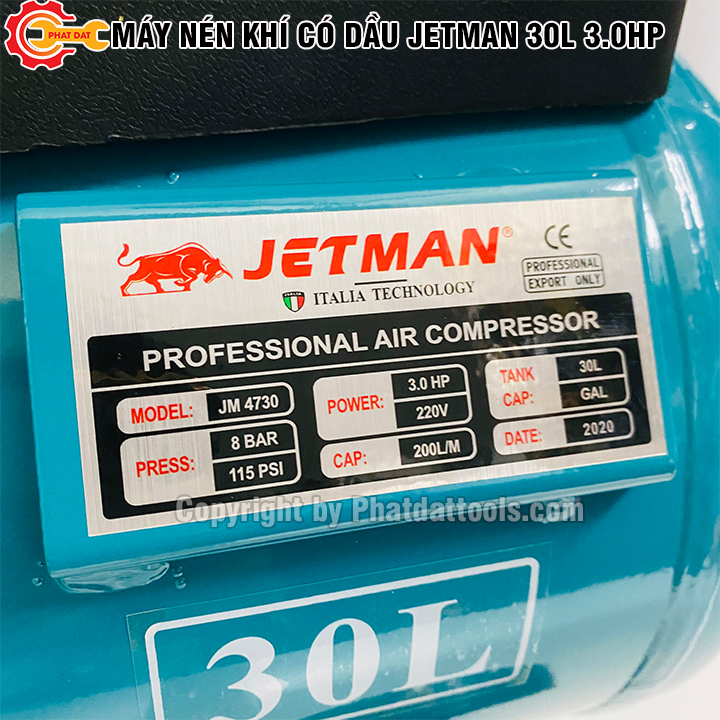 PHAT DAT
MÁY NÉN KHÍ CÓ DẦU JETMAN 30L 3.0HP
JETMAN®
ITALIA
ITALIA TECHNOLOGY
CE
PROFESSIONAL
EXPORT ONLY
PROFESSIONAL AIR COMPRESSOR
MODEL: JM 4730
PRESS: 8 BAR
115 PSI
POWER: 3.0 HP
220V
CAP: 200L/M
TANK CAP: 30L
GAL
DATE: 2020
Copyright by Phatdattools.com
30L